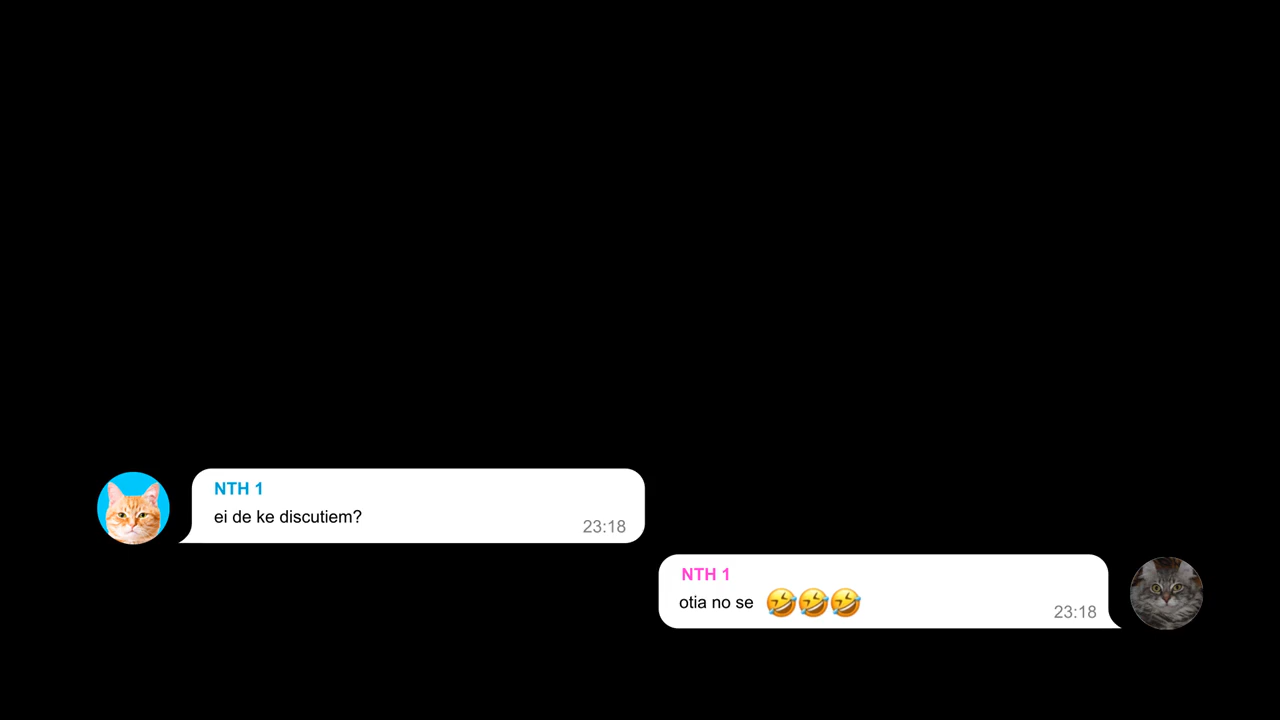 NTH 1
ei de ke discutiem?
23:18
NTH 1
otia no se 🤣🤣🤣
23:18